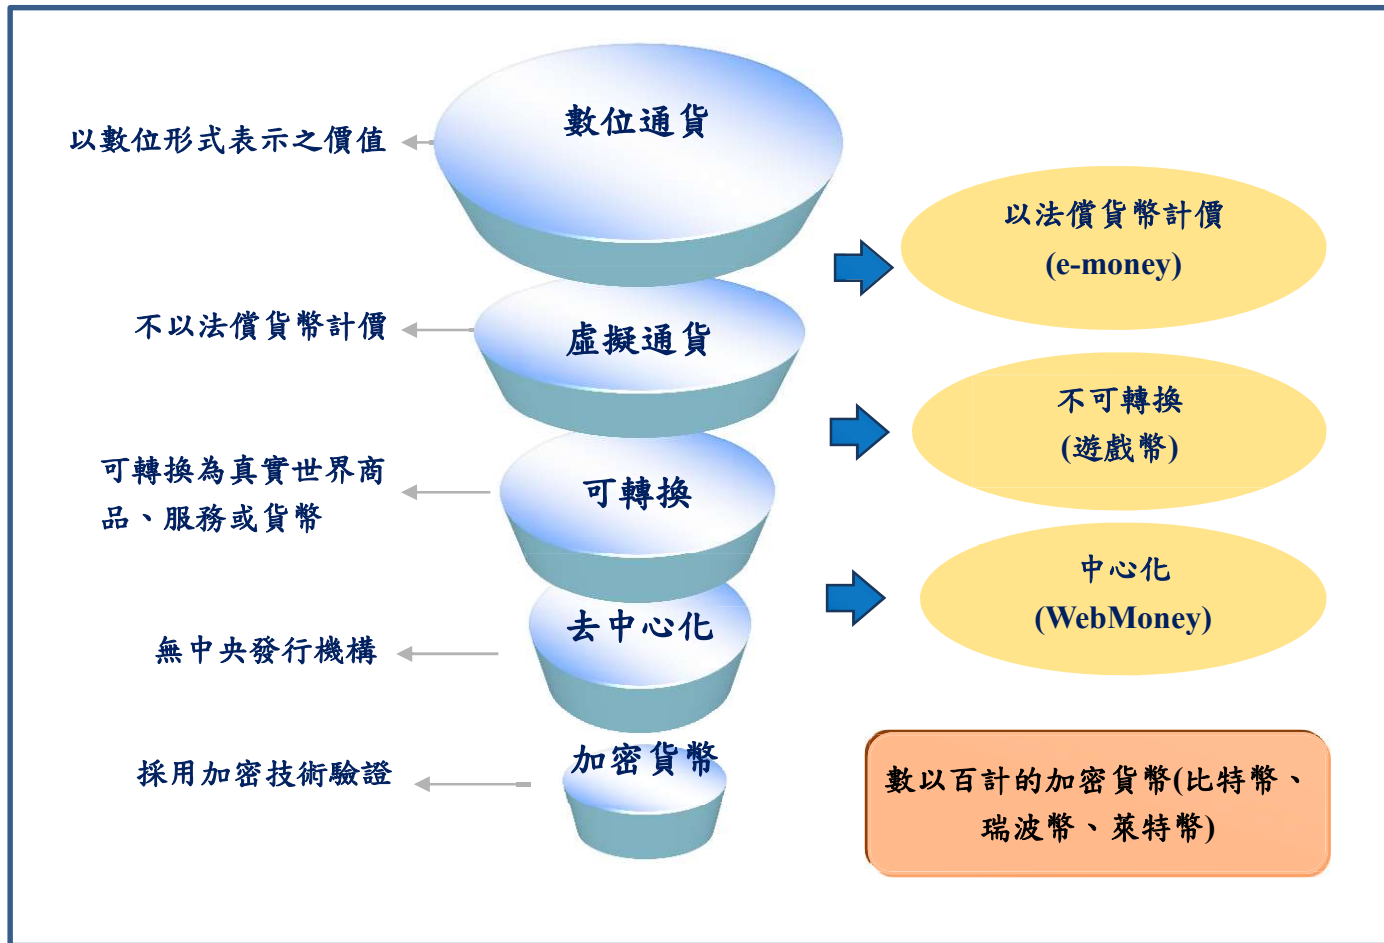 數位通貨
以數位形式表示之價值
以法償貨幣計價
(e-money)
虛擬通貨
不以法償貨幣計價
不可轉換
(遊戲幣)
可轉換為真實世界商
品、服務或貨幣
可轉換
中心化
(WebMoney)
去中心化
無中央發行機構
加密貨幣
採用加密技術驗證
數以百計的加密貨幣(比特幣、
瑞波幣、萊特幣)